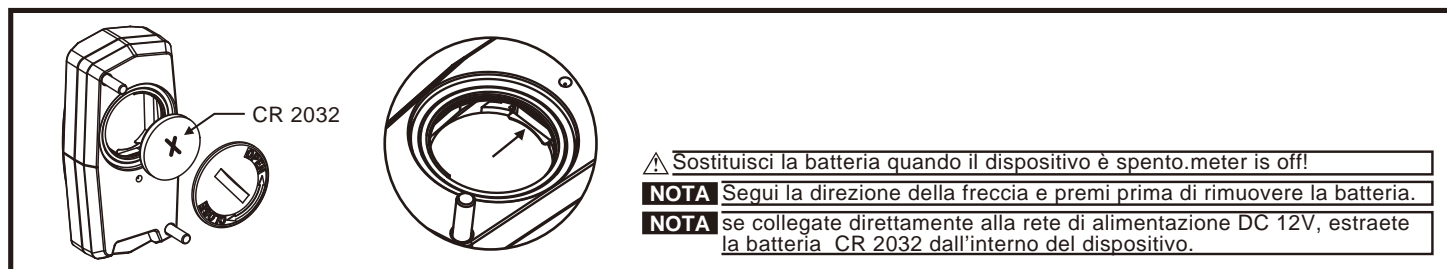 CR 2032
Sostituisci la batteria quando il dispositivo è spento.meter is off!
NOTA Segui la direzione della freccia e premi prima di rimuovere la batteria.
NOTA se collegate direttamente alla rete di alimentazione DC 12V, estraete
la batteria CR 2032 dall'interno del dispositivo.